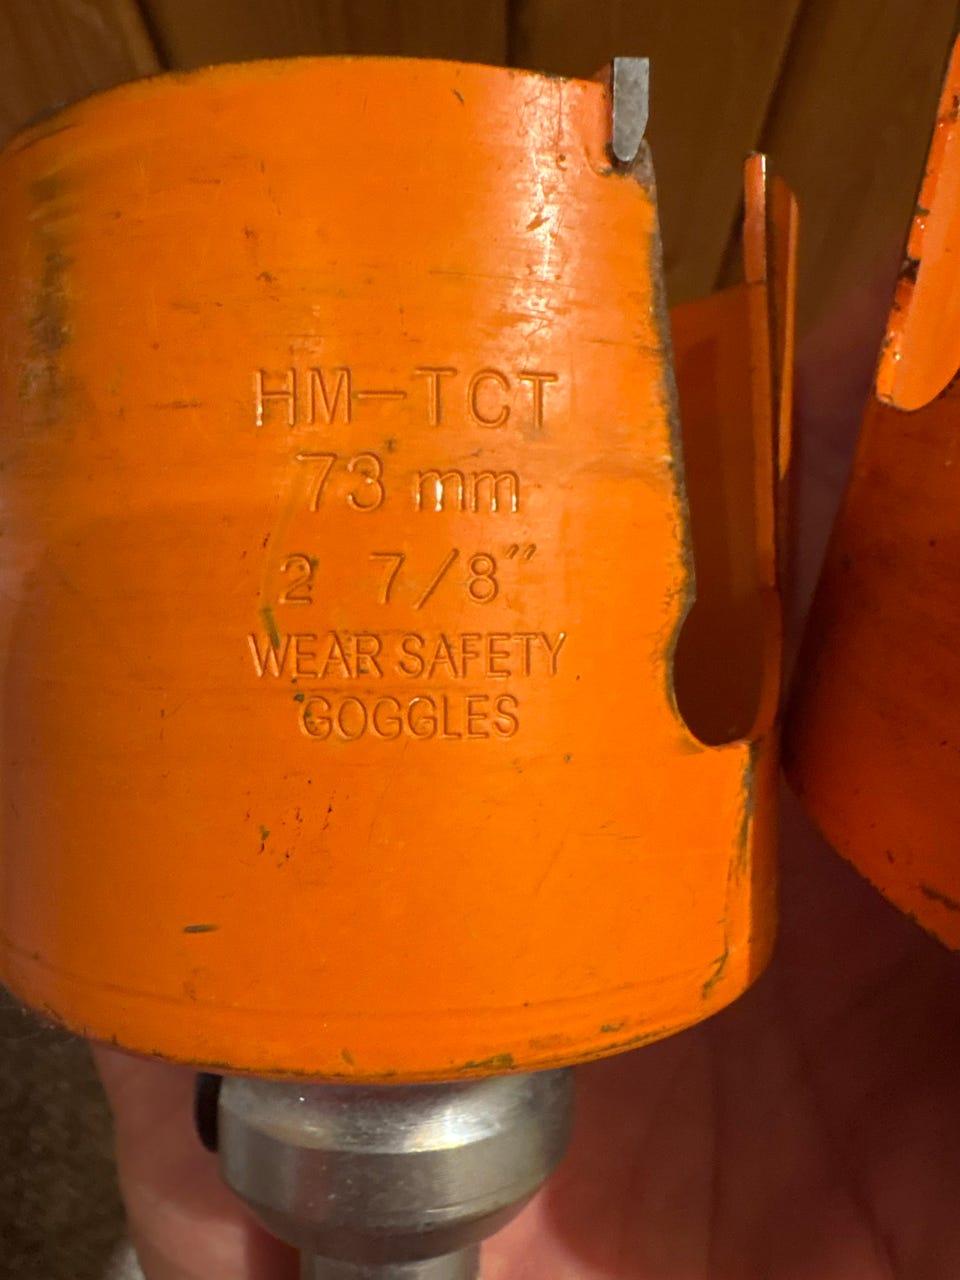 HM-TCT
73 mm
2 7/8"
WEAR SAFETY
GOGGLES